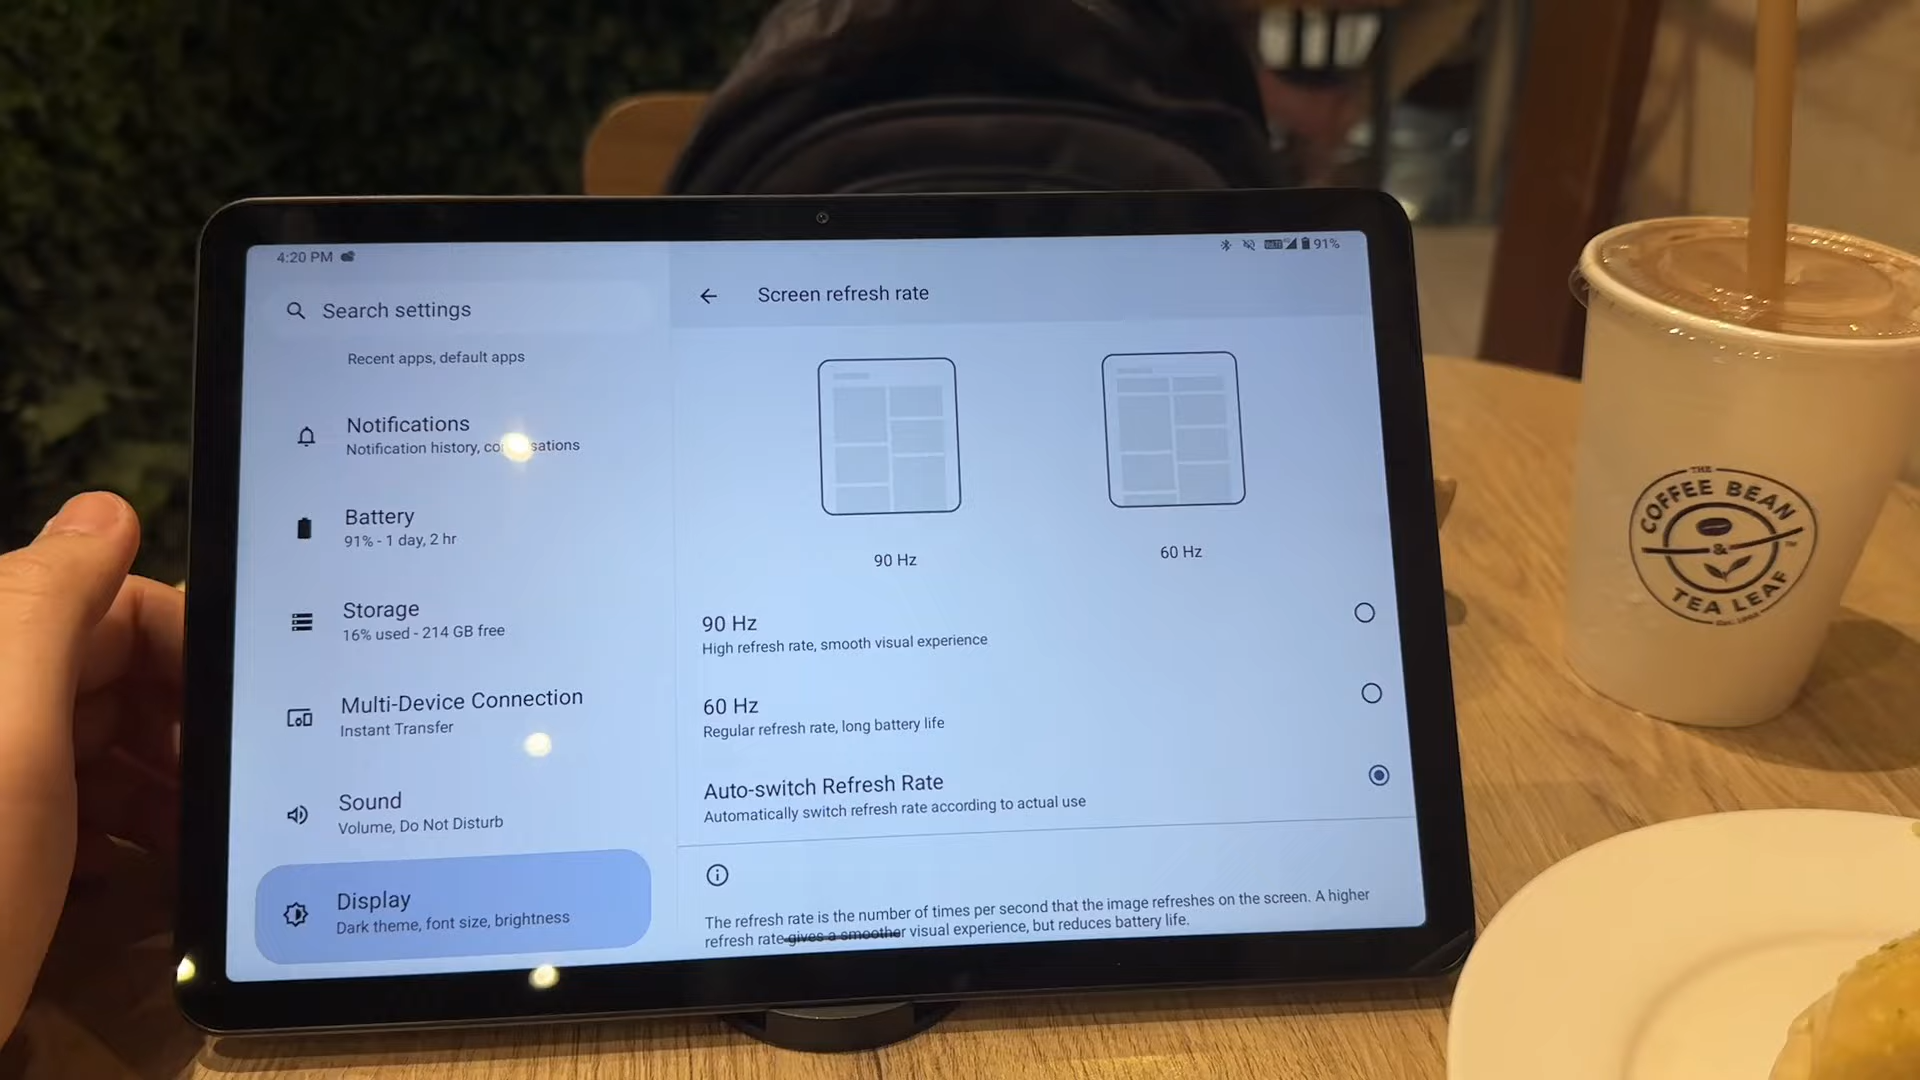 4:20 PM
91%
Search settings
Recent apps, default apps
Notifications
Notification history, co sations
Battery
91% - 1 day, 2 hr
Storage
16% used - 214 GB free
Multi-Device Connection
Instant Transfer
Sound
Volume, Do Not Disturb
Display
Dark theme, font size, brightness
Screen refresh rate
90 Hz
60 Hz
90 Hz
High refresh rate, smooth visual experience
60 Hz
Regular refresh rate, long battery life
Auto-switch Refresh Rate
Automatically switch refresh rate according to actual use
The refresh rate is the number of times per second that the image refreshes on the screen. A higher
refresh rate gives a smoother visual experience, but reduces battery life.
THE
COFFEE BEAN
&
TEA LEAF
TM